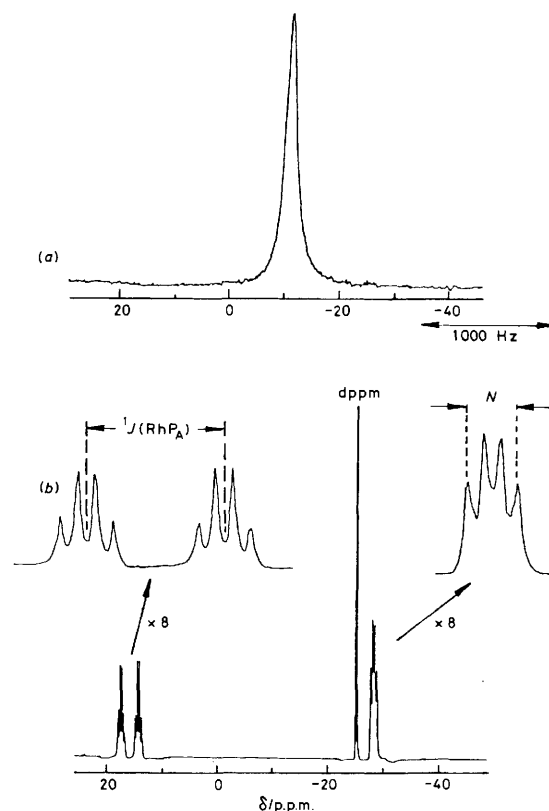 (a)
20 0 -20 -40
1000 Hz
dppm
N
¹J(RhP_A)
(b)
× 8
× 8
20 0 -20 -40
δ/p.p.m.